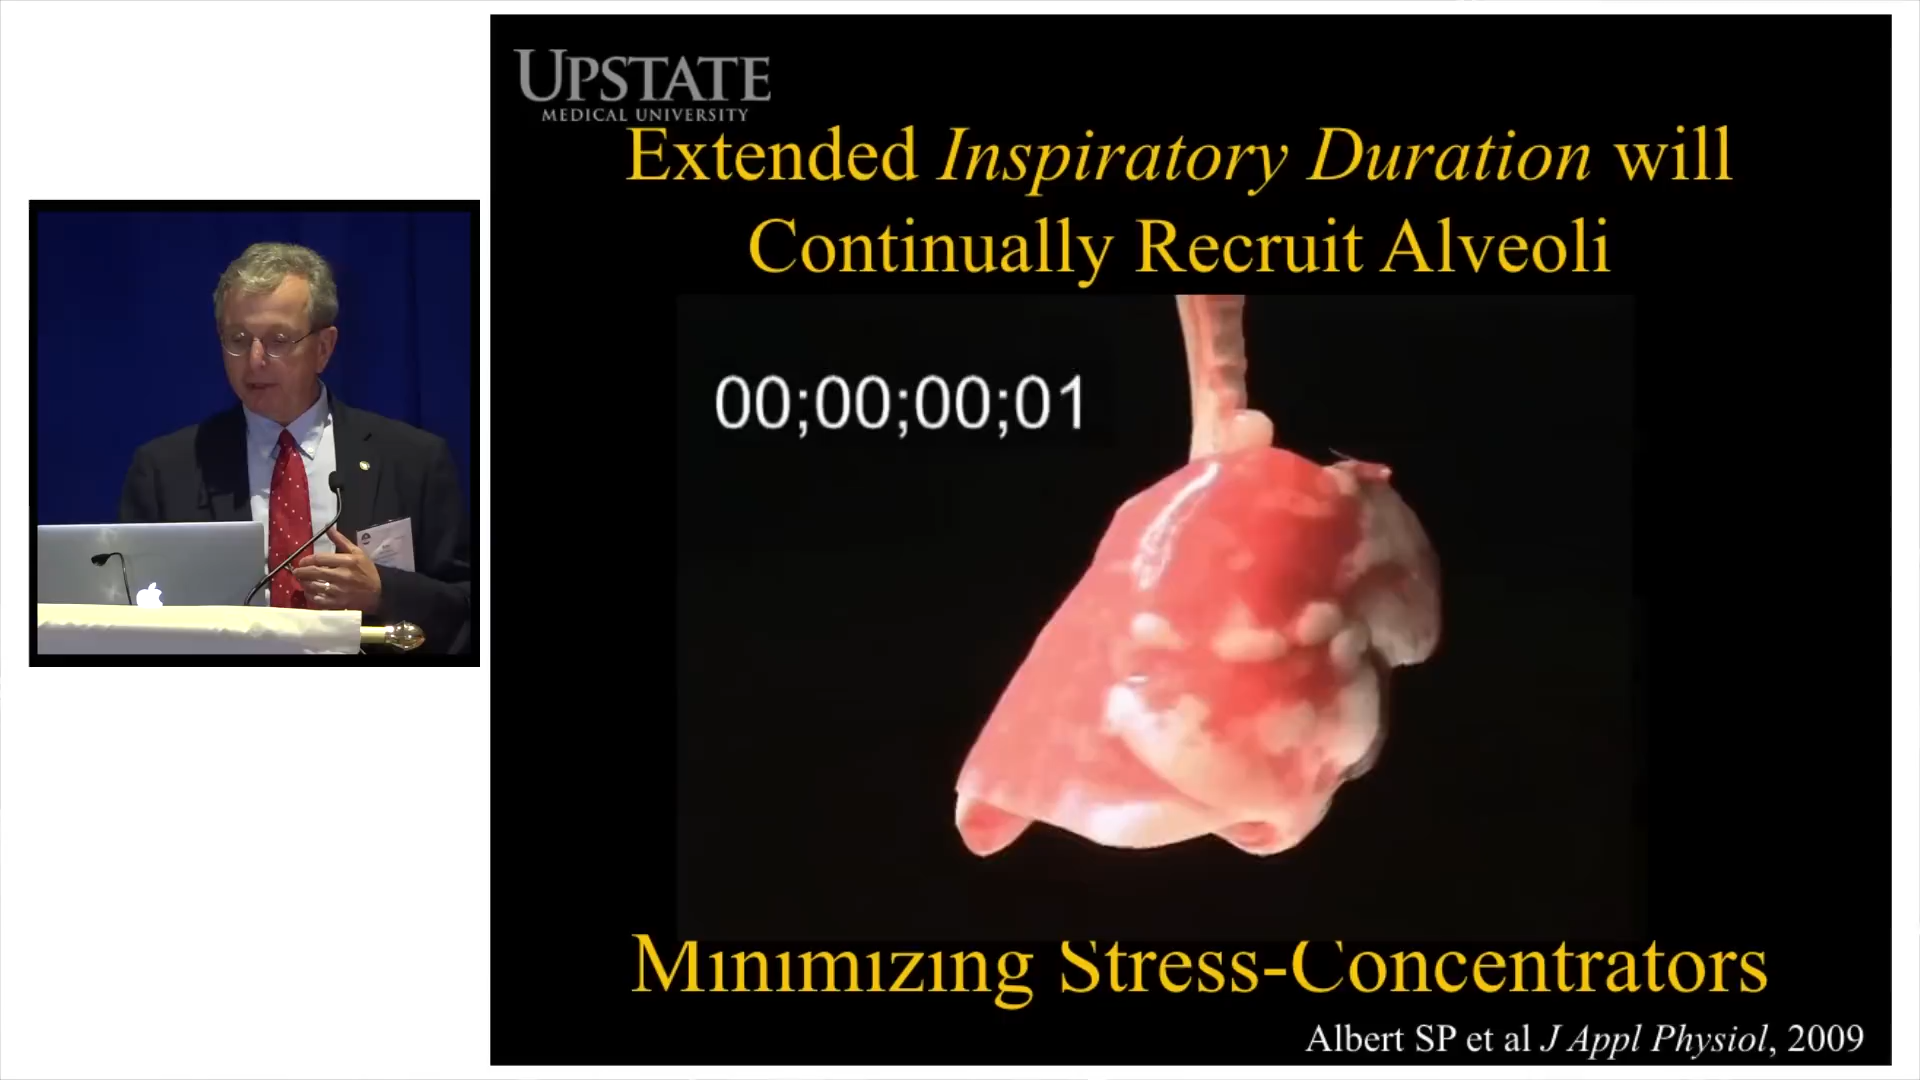 UPSTATE
MEDICAL UNIVERSITY
Extended Inspiratory Duration will
Continually Recruit Alveoli
00;00;00;01
Minimizing Stress-Concentrators
Albert SP et al J Appl Physiol, 2009